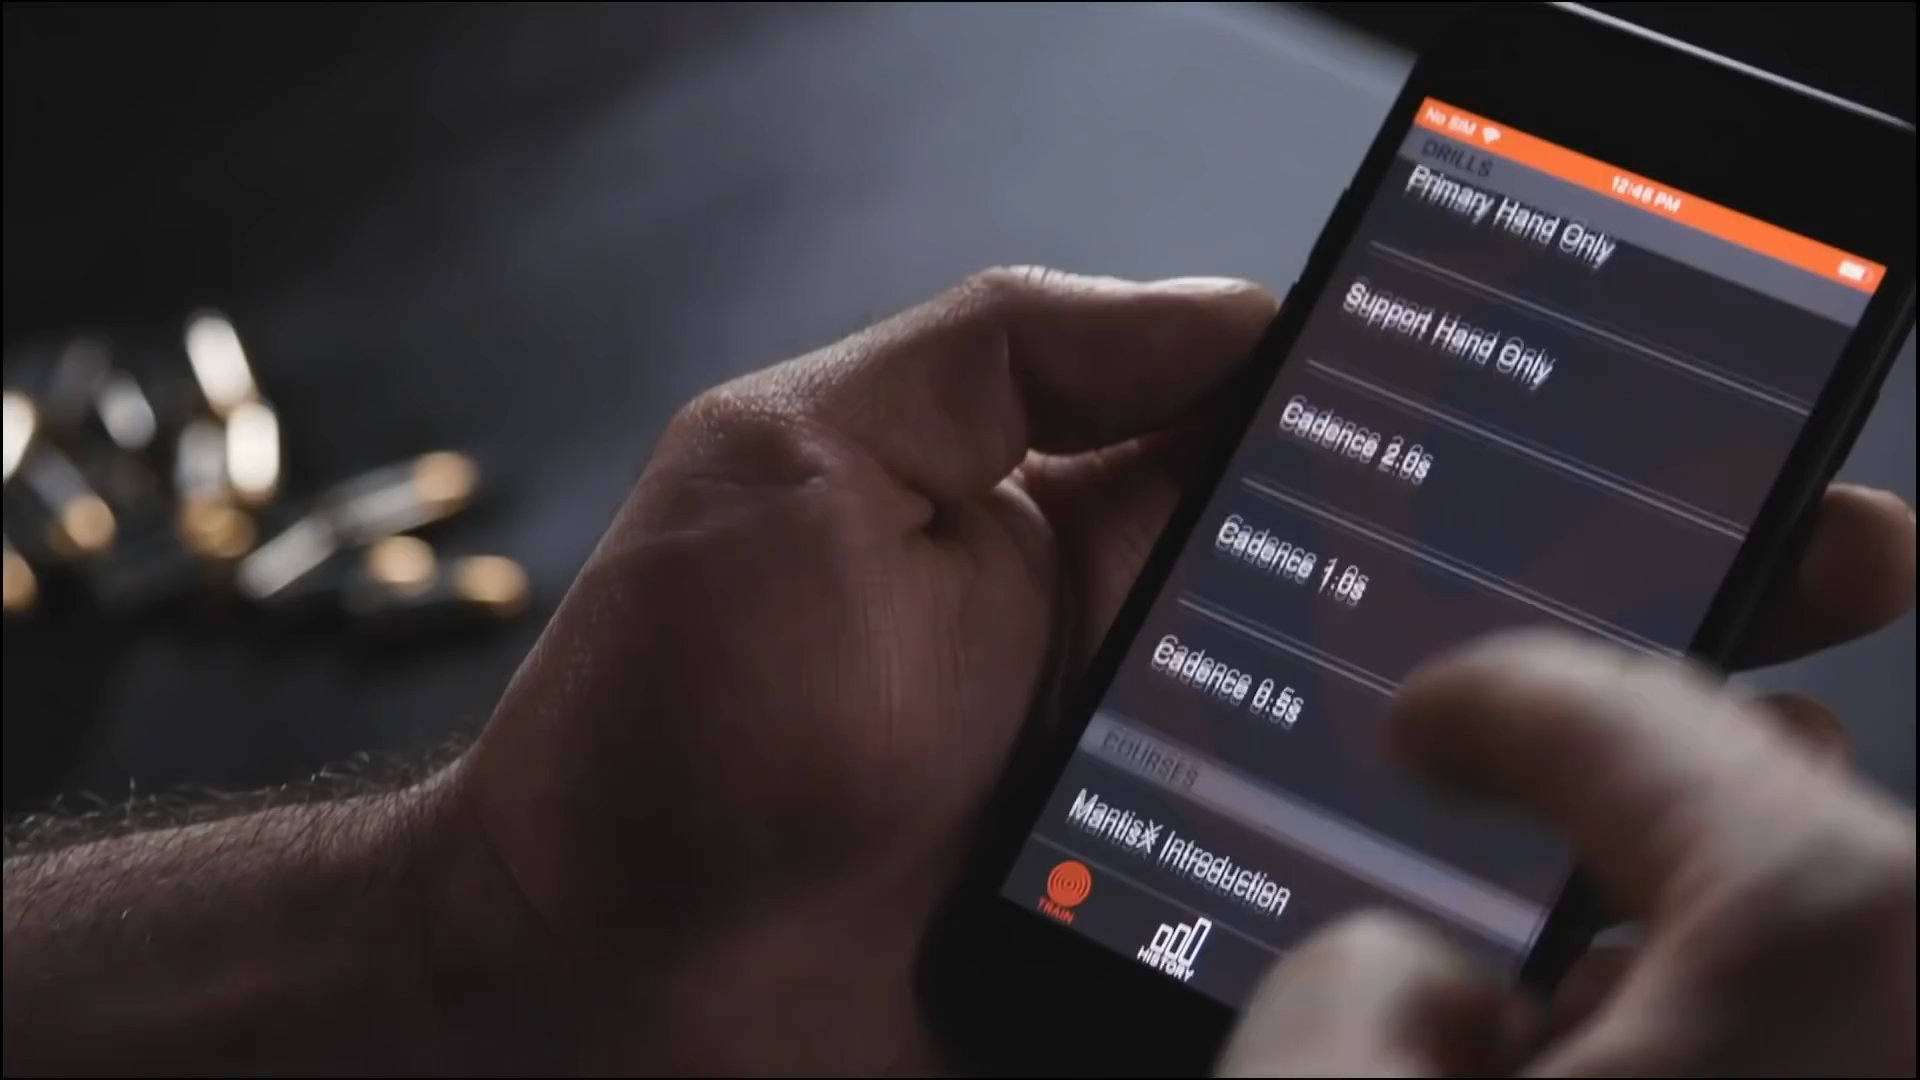 No SIM
12:48 PM
DRILLS
Primary Hand Only
Support Hand Only
Cadence 2.0s
Cadence 1.0s
Cadence 0.5s
COURSES
MantisX Introduction
TRAIN
HISTORY